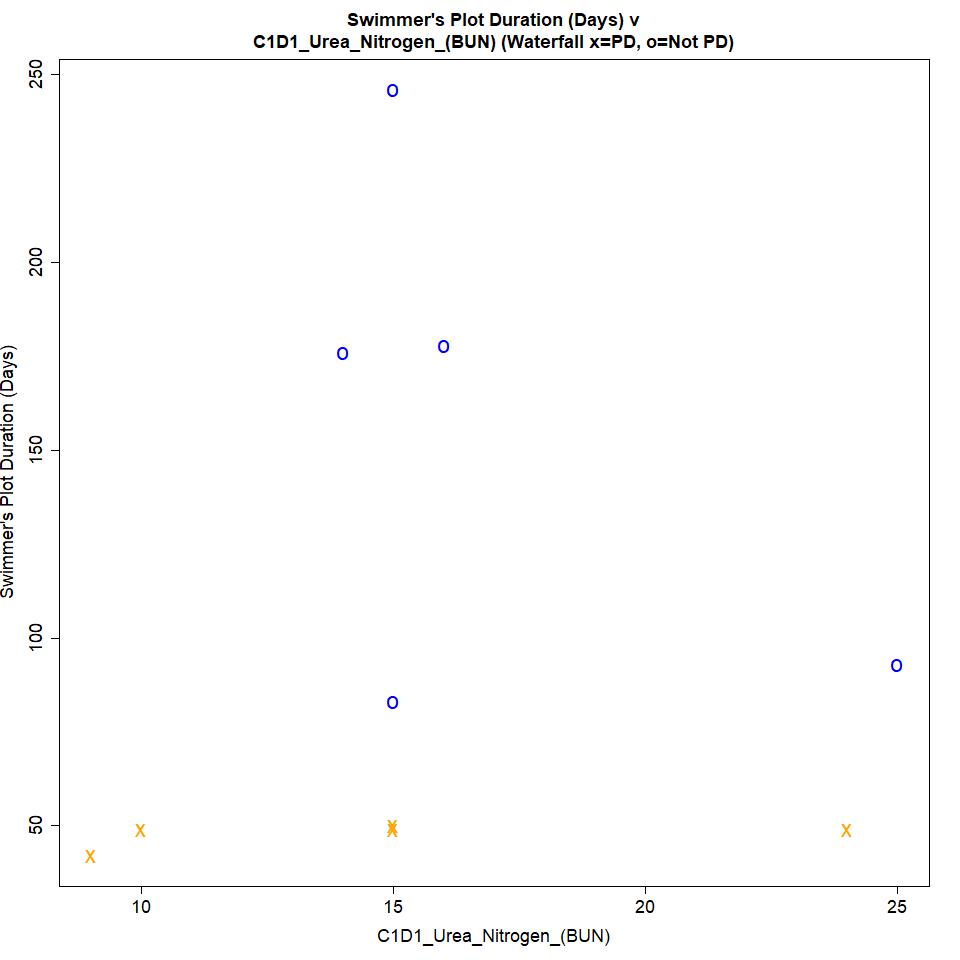 Swimmer's Plot Duration (Days) v
C1D1_Urea_Nitrogen_(BUN) (Waterfall x=PD, o=Not PD)
Swimmer's Plot Duration (Days)
250
200
150
100
50
o
o
o
o
o
x
x
x
x
x
10
15
20
25
C1D1_Urea_Nitrogen_(BUN)